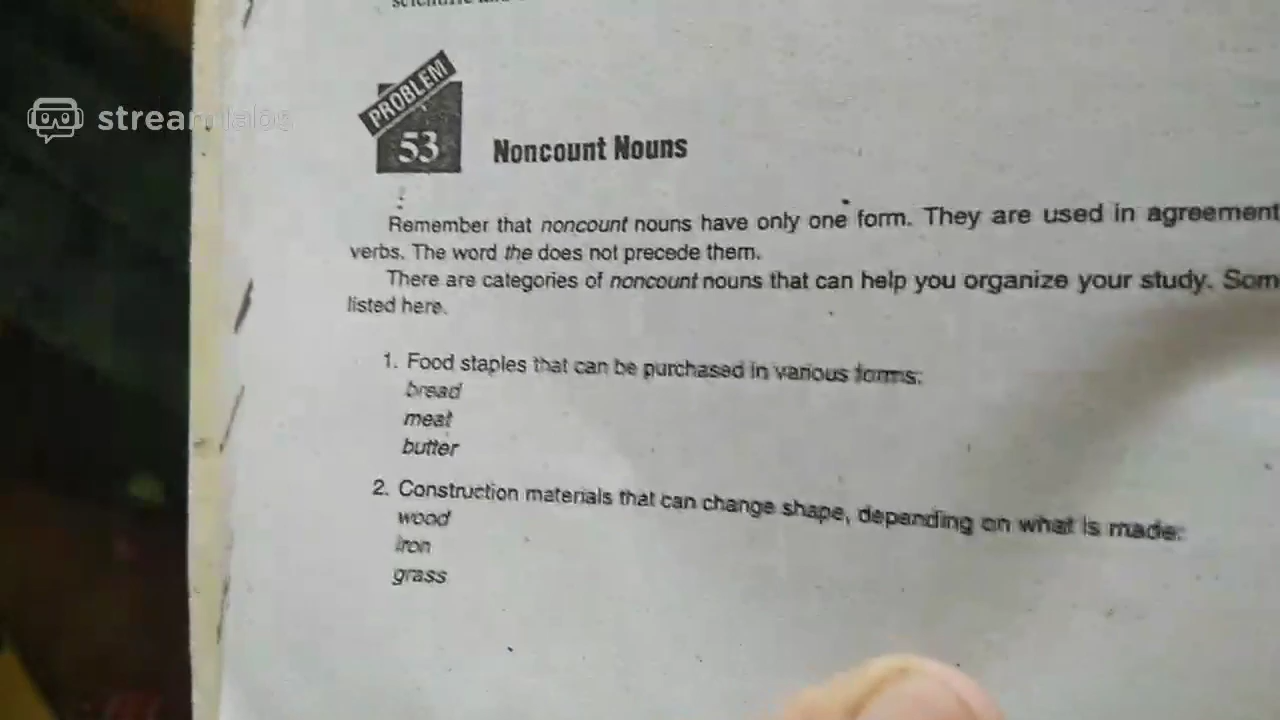 streamlabs
PROBLEM
53
Noncount Nouns
Remember that noncount nouns have only one form. They are used in agreement
verbs. The word the does not precede them.
There are categories of noncount nouns that can help you organize your study. Som
listed here.
1. Food staples that can be purchased in various forms:
bread
meat
butter
2. Construction materials that can change shape, depending on what is made:
wood
iron
grass